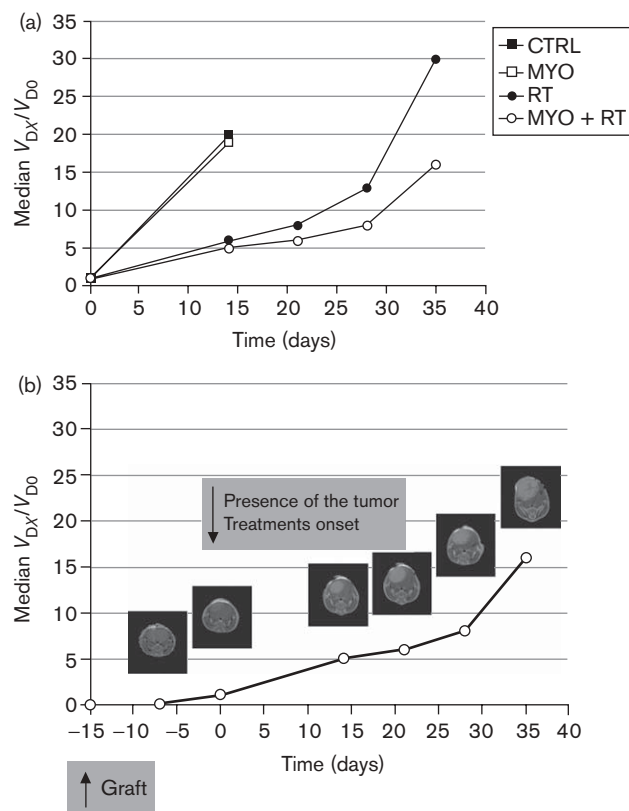 (a)
35
30
25
20
15
10
5
0
Median V_DX/V_D0
0 5 10 15 20 25 30 35 40
Time (days)
CTRL
MYO
RT
MYO + RT
(b)
35
30
25
20
15
10
5
0
Median V_DX/V_D0
Presence of the tumor
Treatments onset
−15 −10 −5 0 5 10 15 20 25 30 35 40
Time (days)
Graft